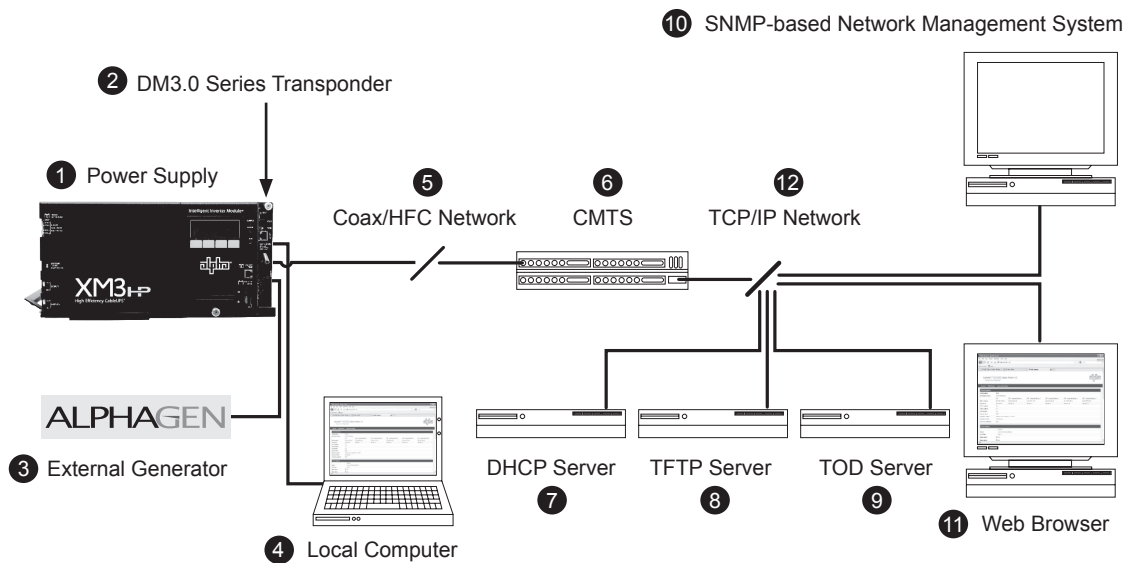 10 SNMP-based Network Management System
2 DM3.0 Series Transponder
1 Power Supply
5
Coax/HFC Network
6
CMTS
12
TCP/IP Network
Intelligent Inverter Module
alpha
XM3HP
High Efficiency CableUPS
ALPHAGEN
3 External Generator
4 Local Computer
DHCP Server
7
TFTP Server
8
TOD Server
9
11 Web Browser